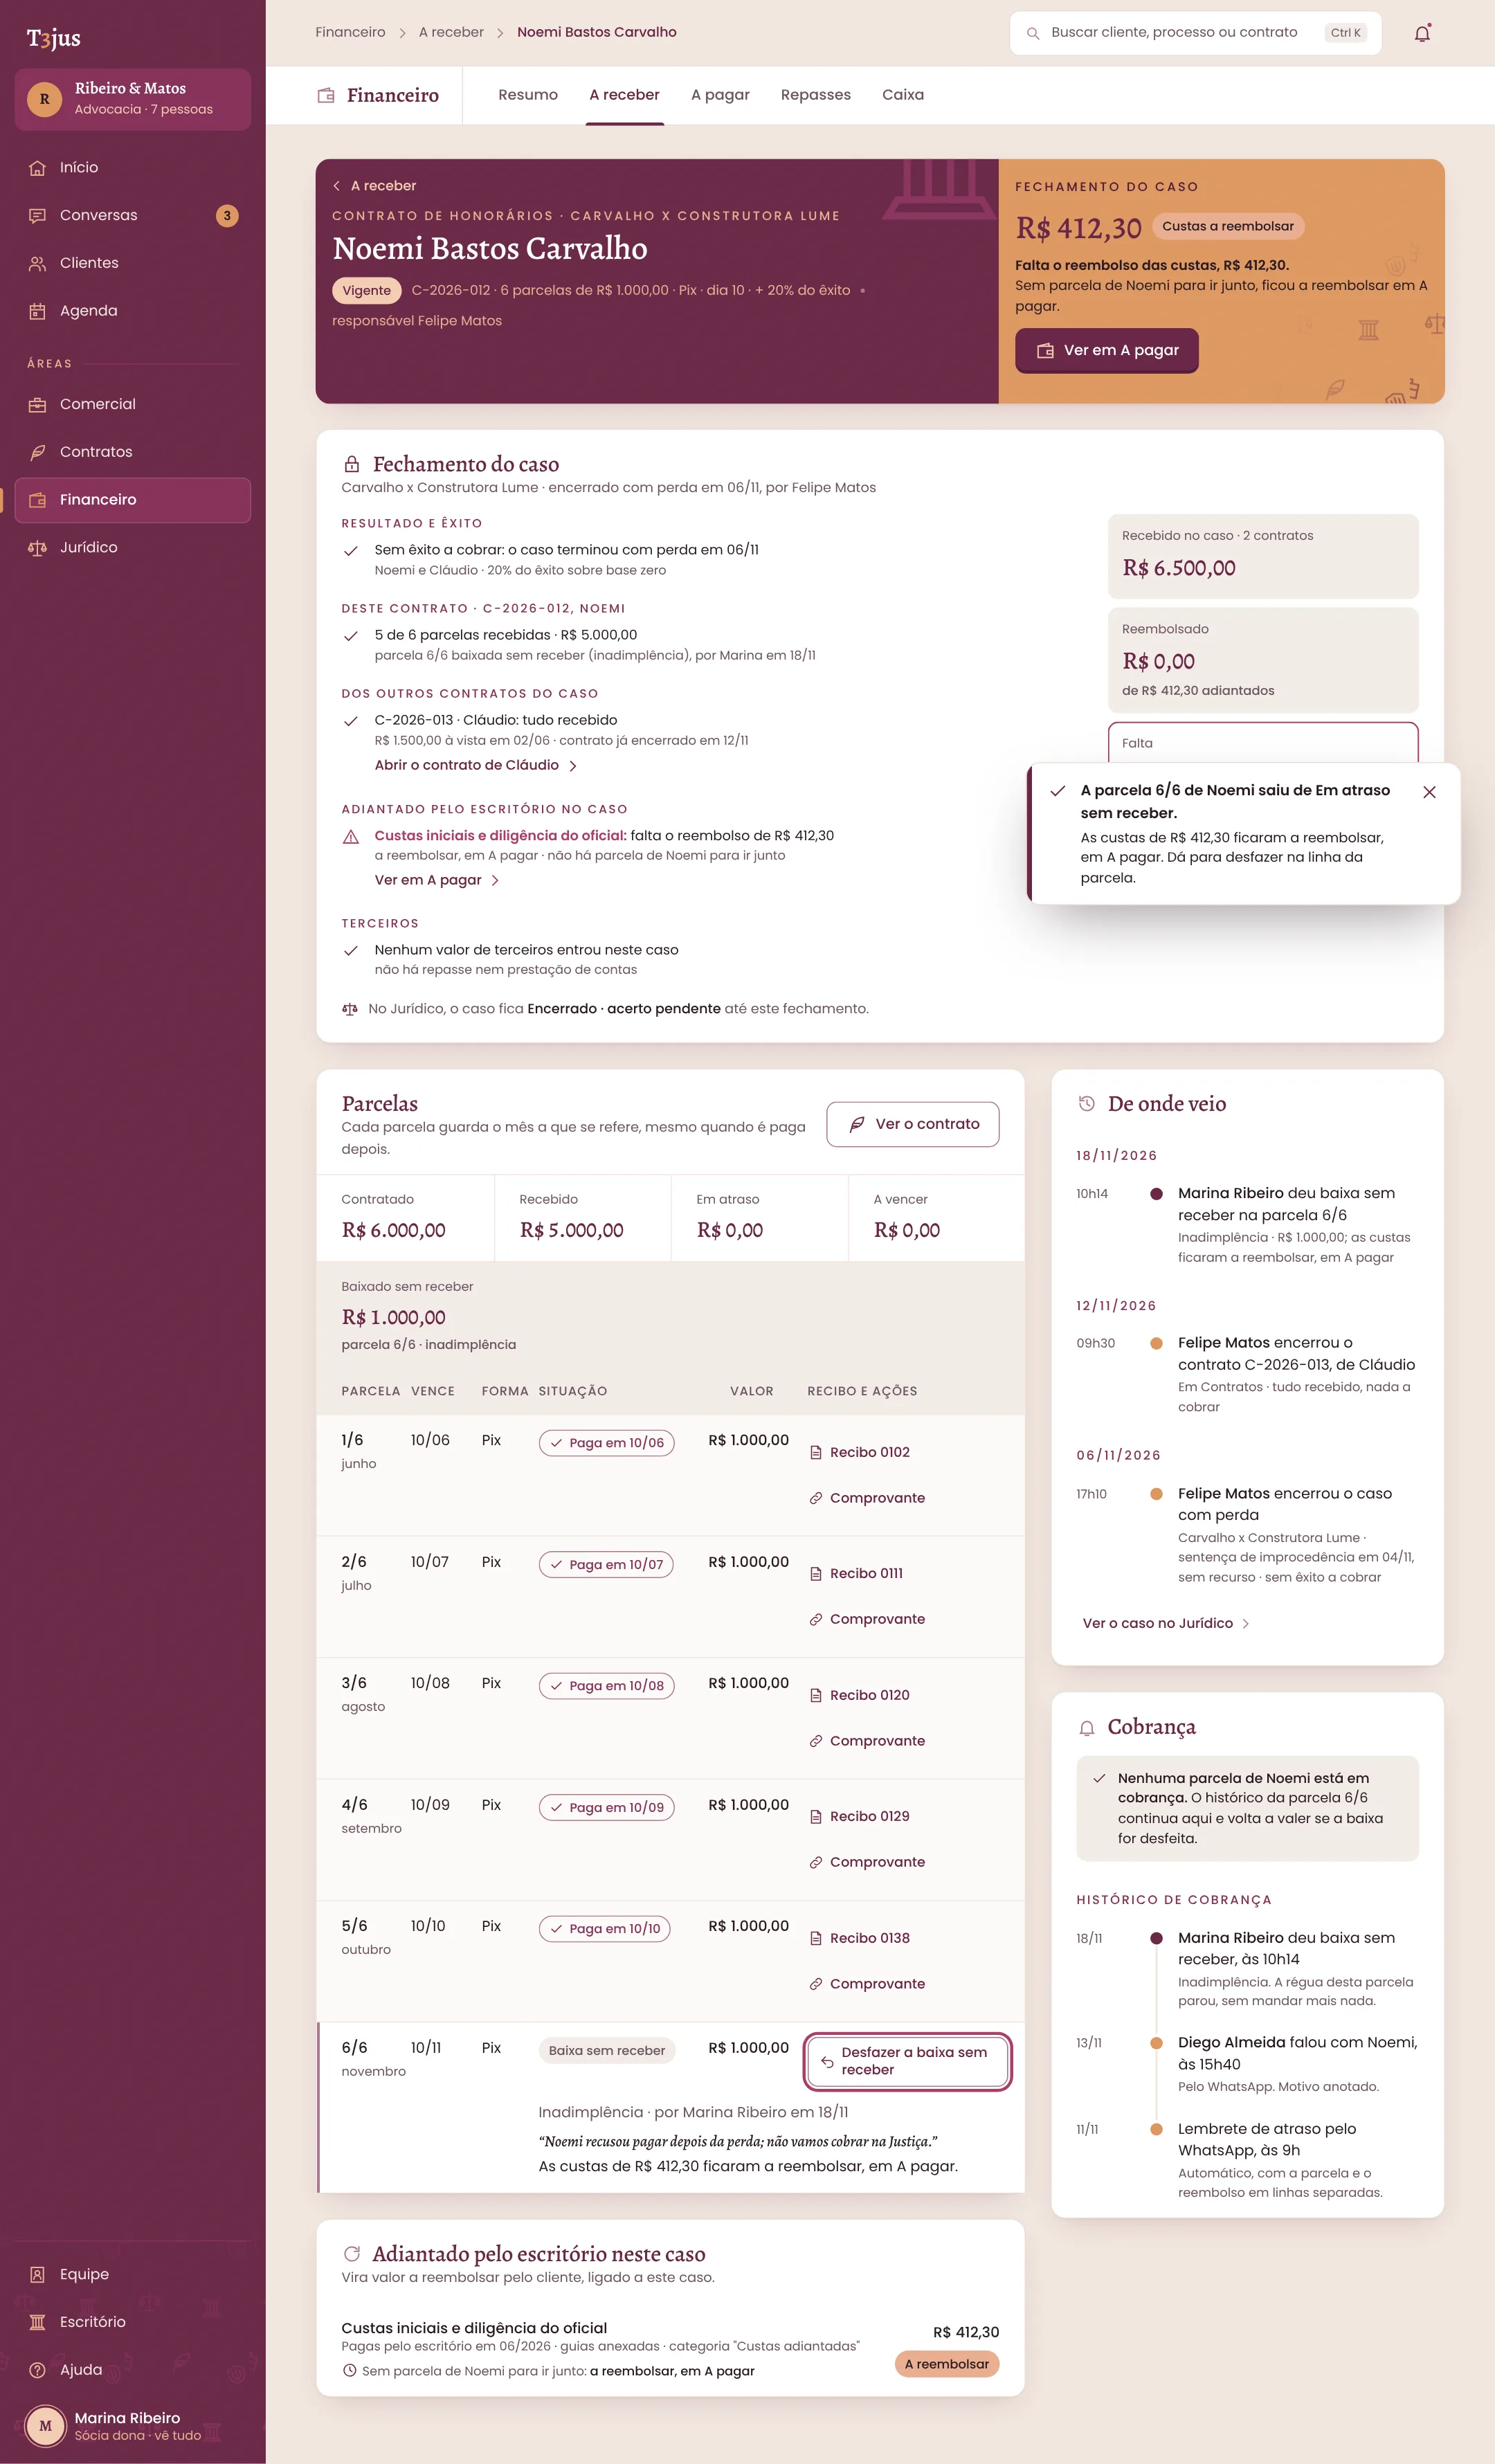 T3jus
R
Ribeiro & Matos
Advocacia · 7 pessoas
Início
Conversas
3
Clientes
Agenda
ÁREAS
Comercial
Contratos
Financeiro
Jurídico
Equipe
Escritório
Ajuda
M
Marina Ribeiro
Sócia dona · vê tudo
Financeiro
A receber
Noemi Bastos Carvalho
Buscar cliente, processo ou contrato
Ctrl K
Financeiro
Resumo
A receber
A pagar
Repasses
Caixa
A receber
CONTRATO DE HONORÁRIOS · CARVALHO X CONSTRUTORA LUME
Noemi Bastos Carvalho
Vigente
C-2026-012 · 6 parcelas de R$ 1.000,00 · Pix · dia 10 · + 20% do êxito
responsável Felipe Matos
FECHAMENTO DO CASO
R$ 412,30
Custas a reembolsar
Falta o reembolso das custas, R$ 412,30.
Sem parcela de Noemi para ir junto, ficou a reembolsar em A
pagar.
Ver em A pagar
Fechamento do caso
Carvalho x Construtora Lume · encerrado com perda em 06/11, por Felipe Matos
RESULTADO E ÊXITO
Sem êxito a cobrar: o caso terminou com perda em 06/11
Noemi e Cláudio · 20% do êxito sobre base zero
DESTE CONTRATO · C-2026-012, NOEMI
5 de 6 parcelas recebidas · R$ 5.000,00
parcela 6/6 baixada sem receber (inadimplência), por Marina em 18/11
DOS OUTROS CONTRATOS DO CASO
C-2026-013 · Cláudio: tudo recebido
R$ 1.500,00 à vista em 02/06 · contrato já encerrado em 12/11
Abrir o contrato de Cláudio
ADIANTADO PELO ESCRITÓRIO NO CASO
Custas iniciais e diligência do oficial: falta o reembolso de R$ 412,30
a reembolsar, em A pagar · não há parcela de Noemi para ir junto
Ver em A pagar
TERCEIROS
Nenhum valor de terceiros entrou neste caso
não há repasse nem prestação de contas
No Jurídico, o caso fica Encerrado · acerto pendente até este fechamento.
Recebido no caso · 2 contratos
R$ 6.500,00
Reembolsado
R$ 0,00
de R$ 412,30 adiantados
Falta
A parcela 6/6 de Noemi saiu de Em atraso
sem receber.
As custas de R$ 412,30 ficaram a reembolsar,
em A pagar. Dá para desfazer na linha da
parcela.
Parcelas
Cada parcela guarda o mês a que se refere, mesmo quando é paga
depois.
Ver o contrato
Contratado
R$ 6.000,00
Recebido
R$ 5.000,00
Em atraso
R$ 0,00
A vencer
R$ 0,00
Baixado sem receber
R$ 1.000,00
parcela 6/6 · inadimplência
PARCELA VENCE FORMA SITUAÇÃO VALOR RECIBO E AÇÕES
1/6 10/06 Pix Paga em 10/06 R$ 1.000,00 Recibo 0102
junho
Comprovante
2/6 10/07 Pix Paga em 10/07 R$ 1.000,00 Recibo 0111
julho
Comprovante
3/6 10/08 Pix Paga em 10/08 R$ 1.000,00 Recibo 0120
agosto
Comprovante
4/6 10/09 Pix Paga em 10/09 R$ 1.000,00 Recibo 0129
setembro
Comprovante
5/6 10/10 Pix Paga em 10/10 R$ 1.000,00 Recibo 0138
outubro
Comprovante
6/6 10/11 Pix Baixa sem receber R$ 1.000,00 Desfazer a baixa sem
receber
novembro
Inadimplência · por Marina Ribeiro em 18/11
“Noemi recusou pagar depois da perda; não vamos cobrar na Justiça.”
As custas de R$ 412,30 ficaram a reembolsar, em A pagar.
Adiantado pelo escritório neste caso
Vira valor a reembolsar pelo cliente, ligado a este caso.
Custas iniciais e diligência do oficial
Pagas pelo escritório em 06/2026 · guias anexadas · categoria "Custas adiantadas"
Sem parcela de Noemi para ir junto: a reembolsar, em A pagar
R$ 412,30
A reembolsar
De onde veio
18/11/2026
10h14
Marina Ribeiro deu baixa sem
receber na parcela 6/6
Inadimplência · R$ 1.000,00; as custas
ficaram a reembolsar, em A pagar
12/11/2026
09h30
Felipe Matos encerrou o
contrato C-2026-013, de Cláudio
Em Contratos · tudo recebido, nada a
cobrar
06/11/2026
17h10
Felipe Matos encerrou o caso
com perda
Carvalho x Construtora Lume ·
sentença de improcedência em 04/11,
sem recurso · sem êxito a cobrar
Ver o caso no Jurídico
Cobrança
Nenhuma parcela de Noemi está em
cobrança. O histórico da parcela 6/6
continua aqui e volta a valer se a baixa
for desfeita.
HISTÓRICO DE COBRANÇA
18/11
Marina Ribeiro deu baixa sem
receber, às 10h14
Inadimplência. A régua desta parcela
parou, sem mandar mais nada.
13/11
Diego Almeida falou com Noemi,
às 15h40
Pelo WhatsApp. Motivo anotado.
11/11
Lembrete de atraso pelo
WhatsApp, às 9h
Automático, com a parcela e o
reembolso em linhas separadas.